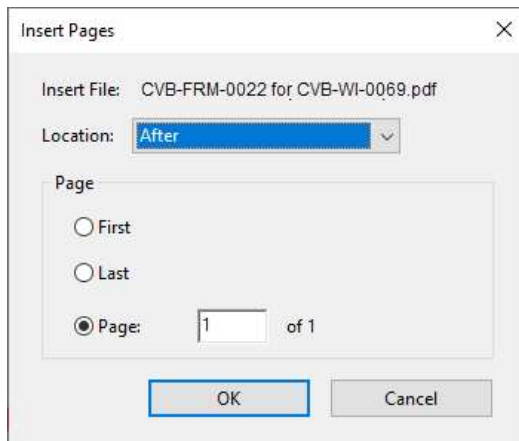 Insert Pages
Insert File: CVB-FRM-0022 for CVB-WI-0069.pdf
Location: After
Page
First
Last
Page: 1 of 1
OK Cancel